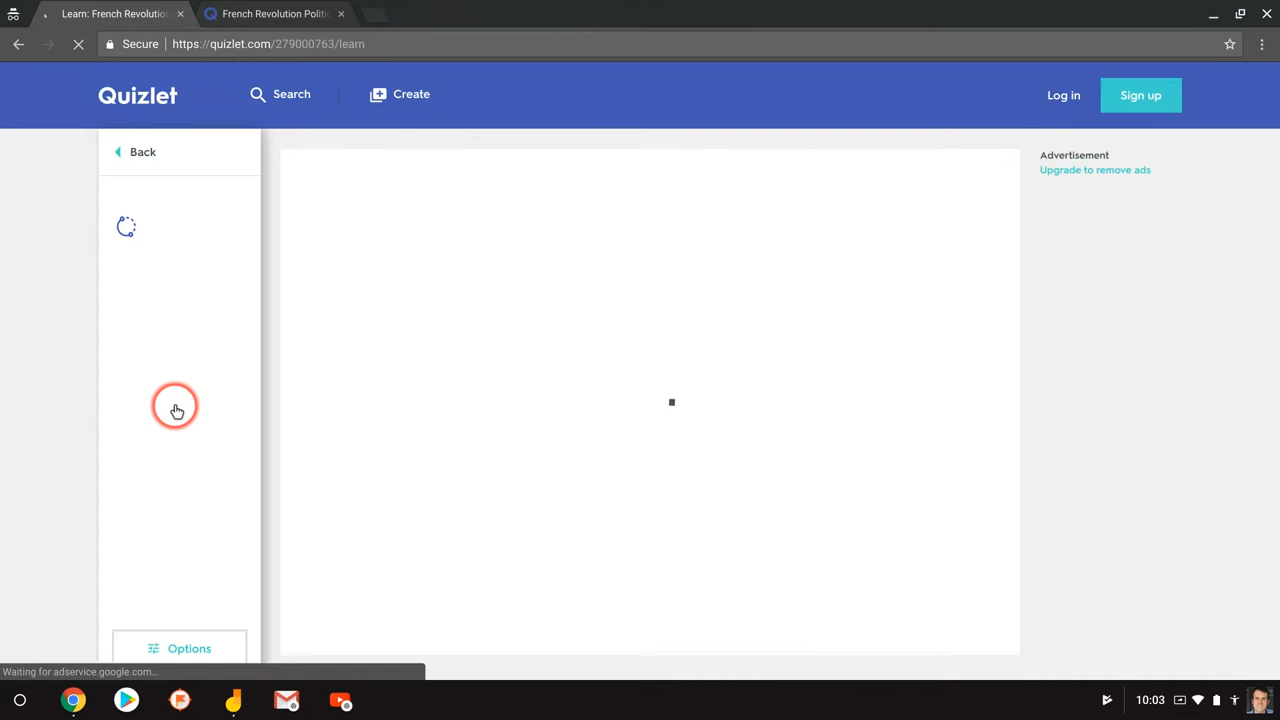 Learn: French Revolution
French Revolution Politic
Secure
https://quizlet.com/279000763/learn
Quizlet
Search
Create
Log in
Sign up
Back
Advertisement
Upgrade to remove ads
Options
Waiting for adservice.google.com...
10:03